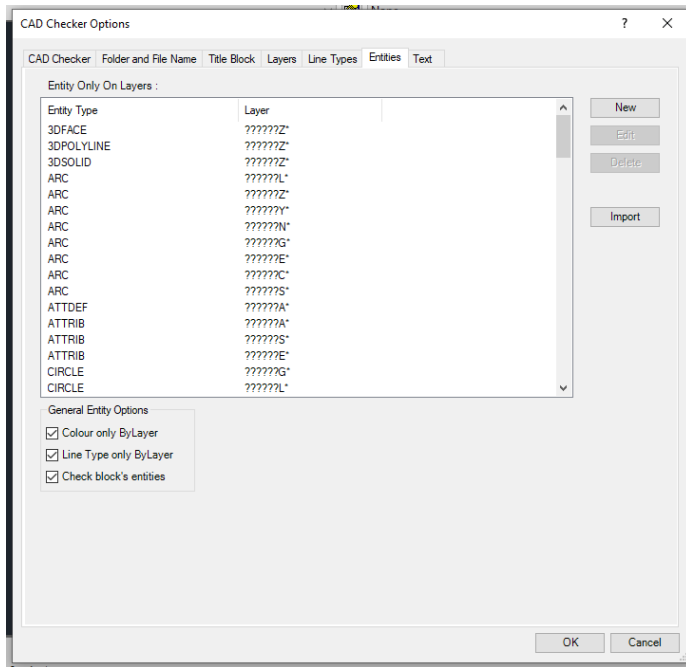 None
CAD Checker Options ? ×
CAD Checker Folder and File Name Title Block Layers Line Types Entities Text
Entity Only On Layers :
Entity Type Layer
3DFACE ??????Z*
3DPOLYLINE ??????Z*
3DSOLID ??????Z*
ARC ??????L*
ARC ??????Z*
ARC ??????Y*
ARC ??????N*
ARC ??????G*
ARC ??????E*
ARC ??????C*
ARC ??????S*
ATTDEF ??????A*
ATTRIB ??????A*
ATTRIB ??????S*
ATTRIB ??????E*
CIRCLE ??????G*
CIRCLE ??????L*
New
Edit
Delete
Import
General Entity Options
Colour only ByLayer
Line Type only ByLayer
Check block's entities
OK Cancel